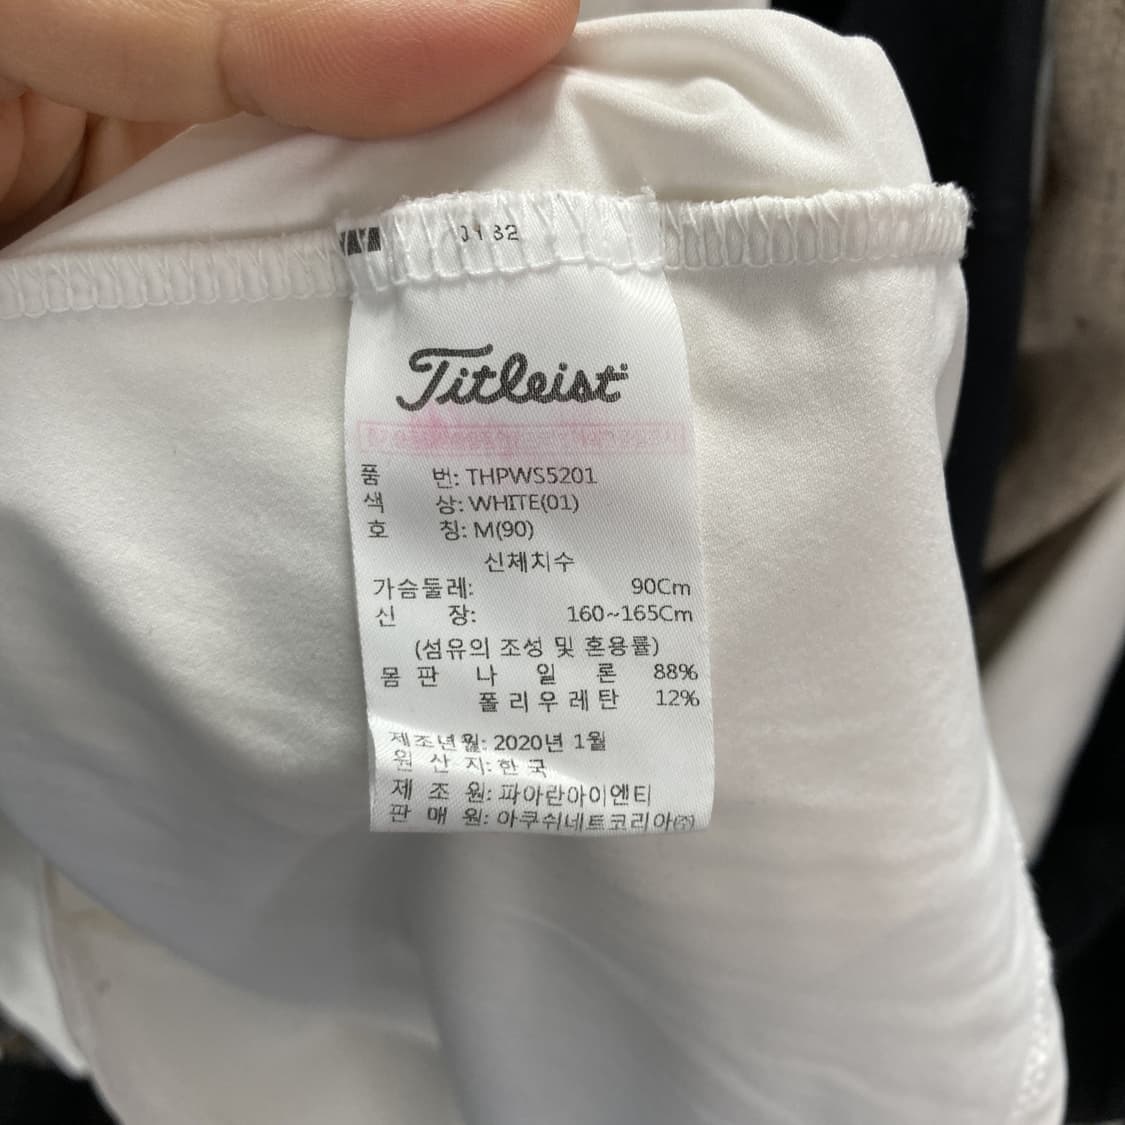 Titleist
품 번: THPWS5201
색 상: WHITE(01)
호 칭: M(90)
신체치수
가슴둘레: 90Cm
신 장: 160~165Cm
(섬유의 조성 및 혼용률)
몸 판 나 일 론 88%
폴 리 우 레 탄 12%
제조년월: 2020년 1월
원 산 지: 한 국
제 조 원: 파아란아이엔티
판 매 원: 아쿠쉬네트코리아㈜